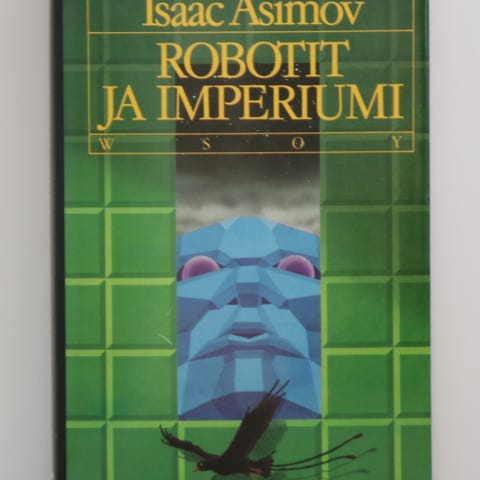 Isaac Asimov
ROBOTIT
JA IMPERIUMI
W S O Y